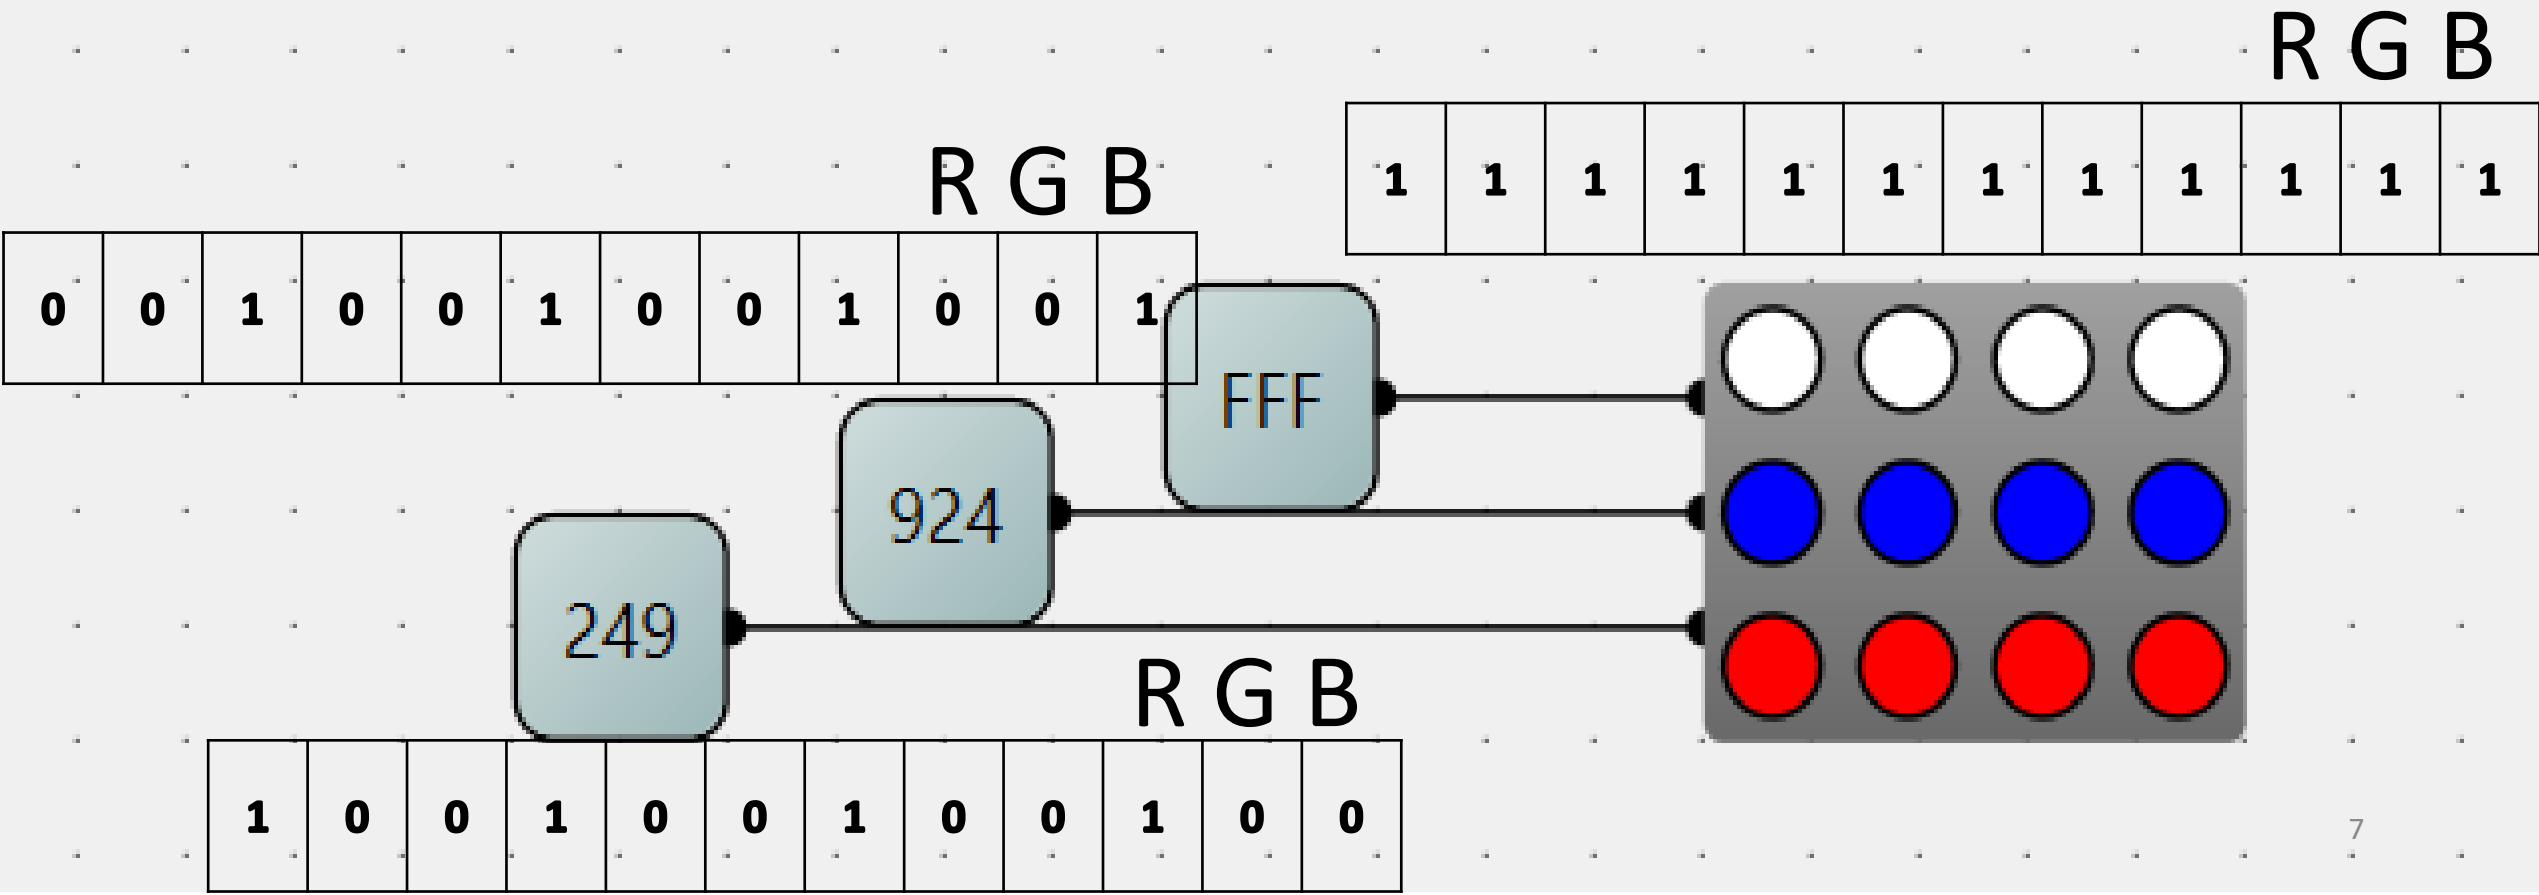 R G B
1 1 1 1 1 1 1 1 1 1 1 1
R G B
0 0 1 0 0 1 0 0 1 0 0 1
FFF
924
249
R G B
1 0 0 1 0 0 1 0 0 1 0 0
7